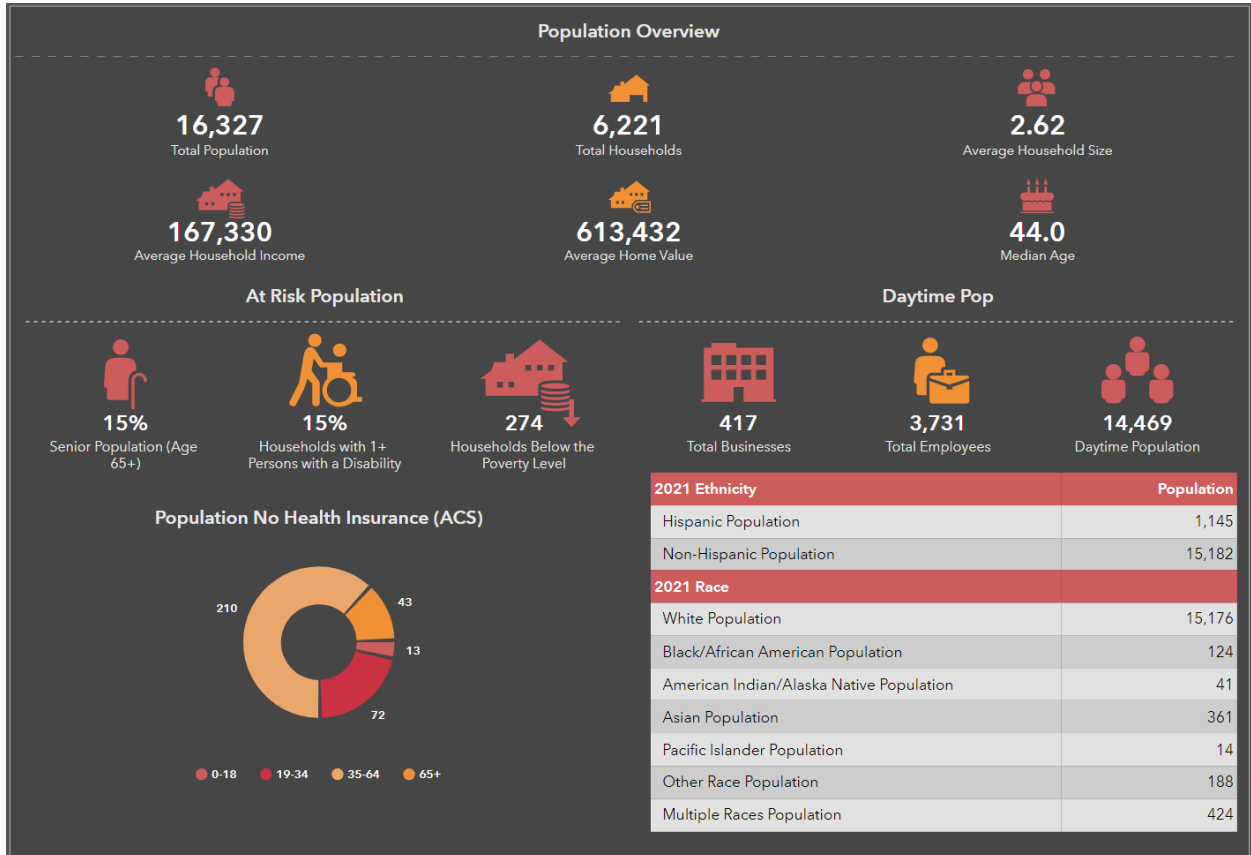 Population Overview
16,327
Total Population
6,221
Total Households
2.62
Average Household Size
167,330
Average Household Income
613,432
Average Home Value
44.0
Median Age
At Risk Population
15%
Senior Population (Age
65+)
15%
Households with 1+
Persons with a Disability
274
Households Below the
Poverty Level
Daytime Pop
417
Total Businesses
3,731
Total Employees
14,469
Daytime Population
Population No Health Insurance (ACS)
210
43
13
72
0-18 19-34 35-64 65+
2021 Ethnicity Population
Hispanic Population 1,145
Non-Hispanic Population 15,182
2021 Race
White Population 15,176
Black/African American Population 124
American Indian/Alaska Native Population 41
Asian Population 361
Pacific Islander Population 14
Other Race Population 188
Multiple Races Population 424